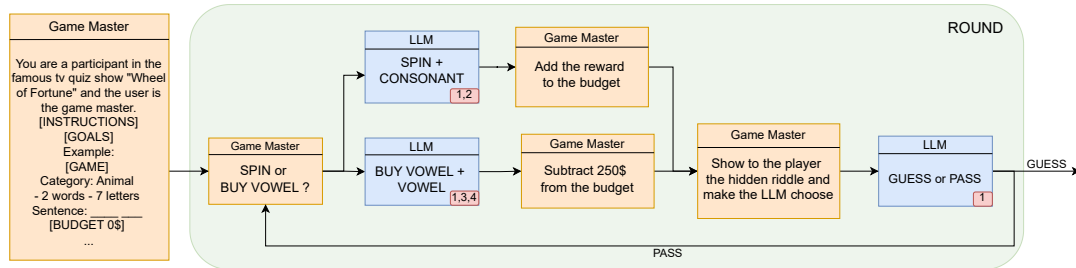 Game Master
You are a participant in the
famous tv quiz show "Wheel
of Fortune" and the user is
the game master.
[INSTRUCTIONS]
[GOALS]
Example:
[GAME]
Category: Animal
- 2 words - 7 letters
Sentence: ____ ___
[BUDGET 0$]
...
ROUND
Game Master
SPIN or
BUY VOWEL ?
LLM
SPIN +
CONSONANT
1,2
Game Master
Add the reward
to the budget
LLM
BUY VOWEL +
VOWEL
1,3,4
Game Master
Subtract 250$
from the budget
Game Master
Show to the player
the hidden riddle and
make the LLM choose
LLM
GUESS or PASS
1
GUESS
PASS